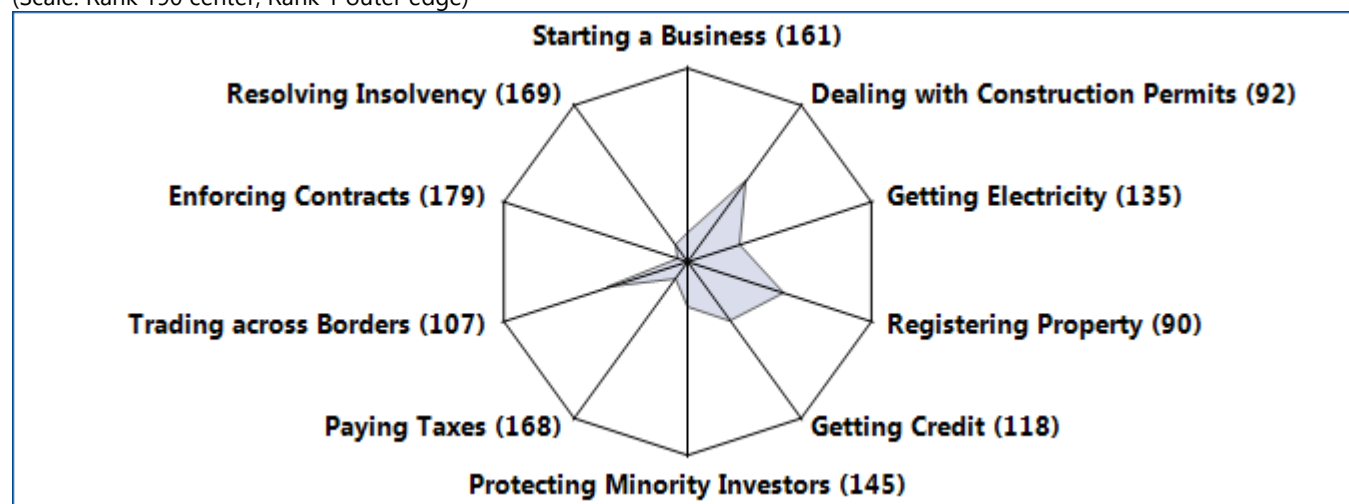 (Scale: Rank 190 center, Rank 1 outer edge)
Starting a Business (161)
Resolving Insolvency (169)
Dealing with Construction Permits (92)
Enforcing Contracts (179)
Getting Electricity (135)
Trading across Borders (107)
Registering Property (90)
Paying Taxes (168)
Getting Credit (118)
Protecting Minority Investors (145)